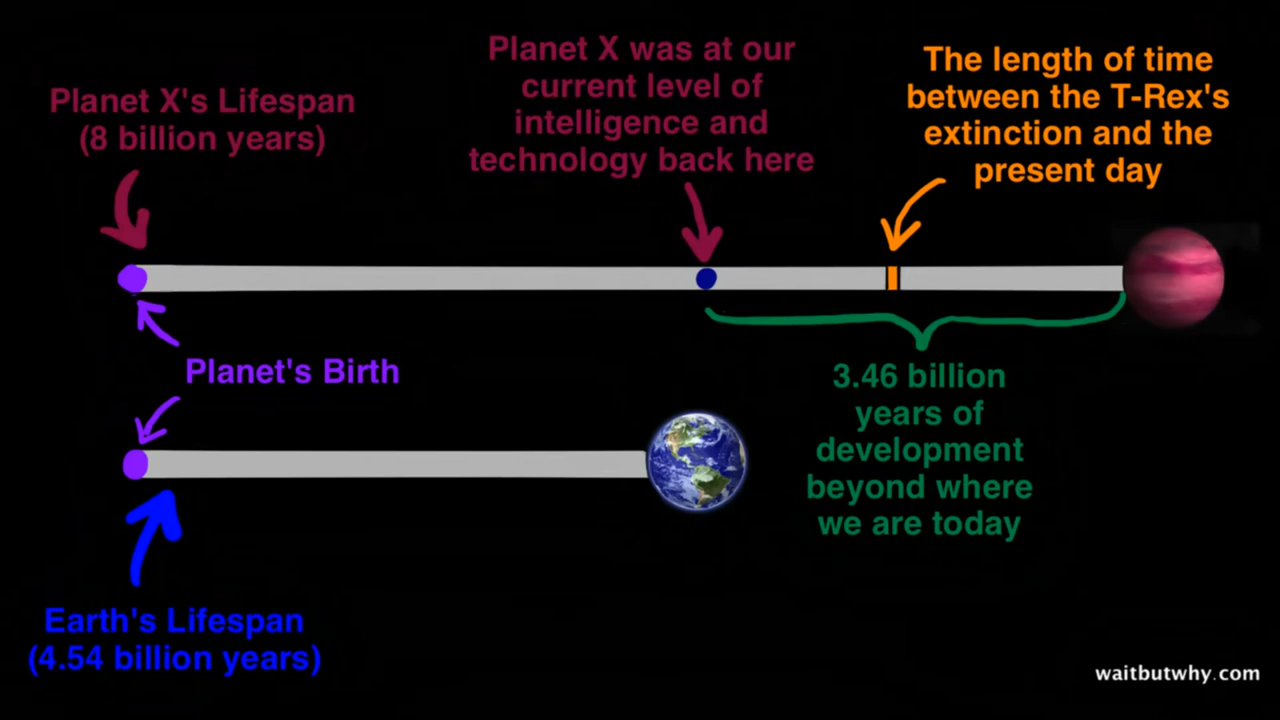 Planet X's Lifespan
(8 billion years)
Planet X was at our
current level of
intelligence and
technology back here
The length of time
between the T-Rex's
extinction and the
present day
Planet's Birth
3.46 billion
years of
development
beyond where
we are today
Earth's Lifespan
(4.54 billion years)
waitbutwhy.com